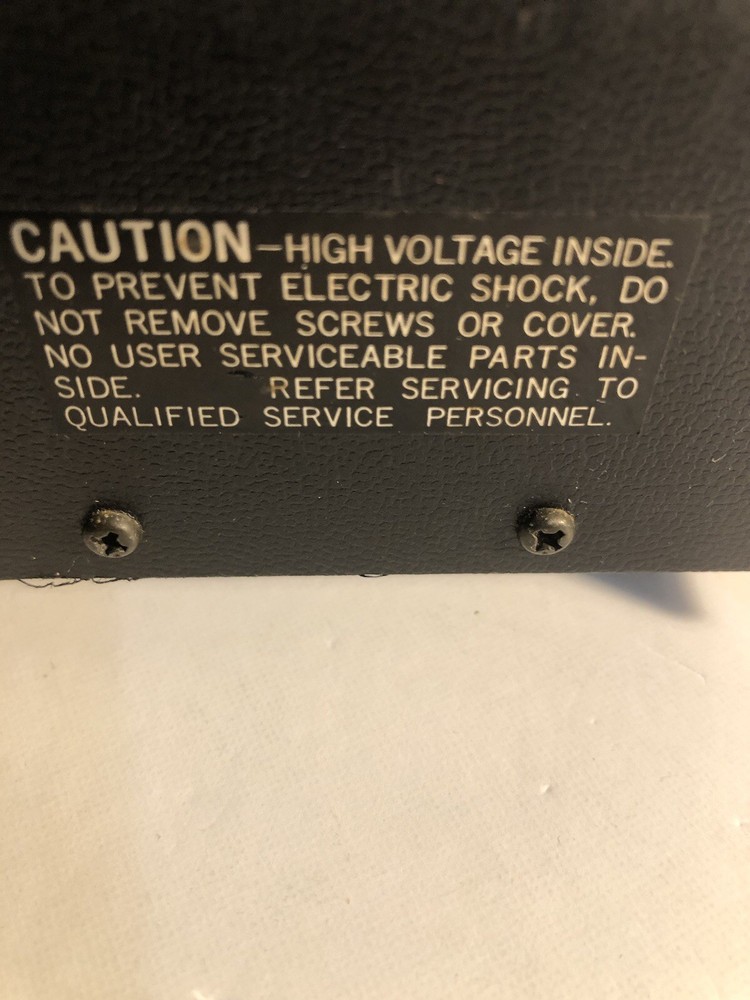 CAUTION—HIGH VOLTAGE INSIDE.
TO PREVENT ELECTRIC SHOCK, DO
NOT REMOVE SCREWS OR COVER.
NO USER SERVICEABLE PARTS IN-
SIDE. REFER SERVICING TO
QUALIFIED SERVICE PERSONNEL.